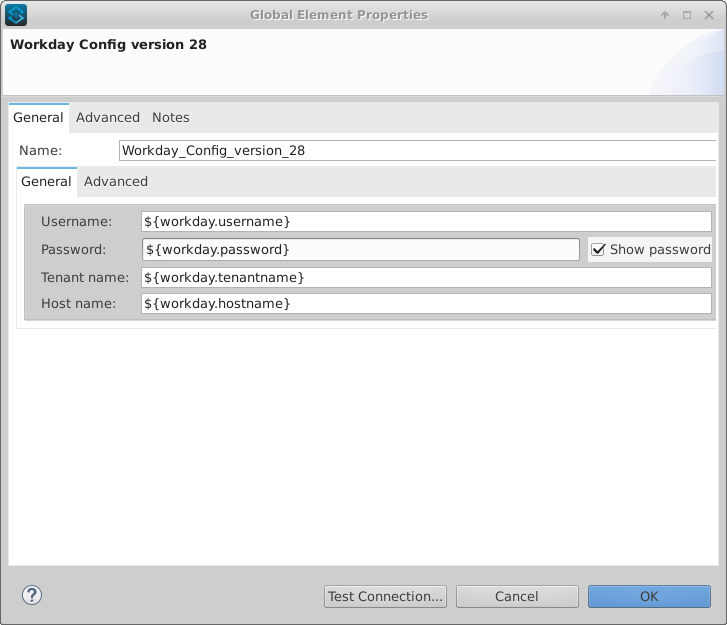 Global Element Properties
Workday Config version 28
General Advanced Notes
Name: Workday_Config_version_28
General Advanced
Username: ${workday.username}
Password: ${workday.password} Show password
Tenant name: ${workday.tenantname}
Host name: ${workday.hostname}
? Test Connection... Cancel OK